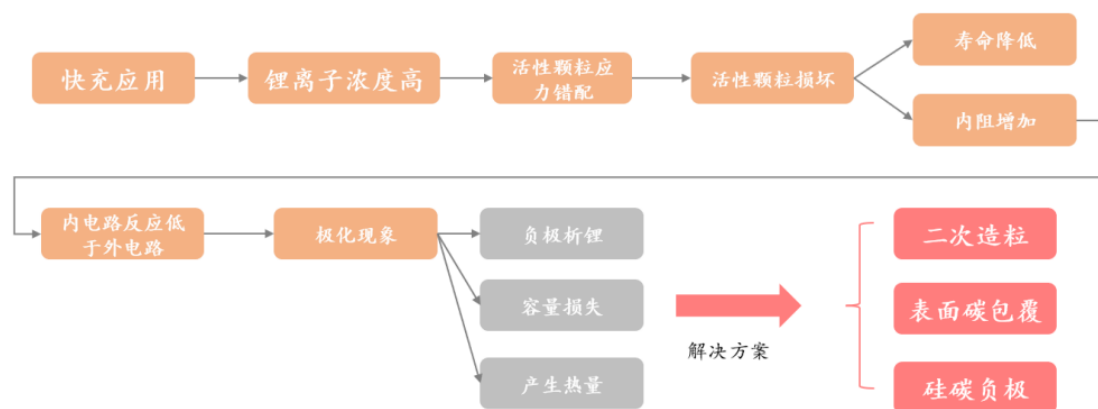 快充应用
锂离子浓度高
活性颗粒应
力错配
活性颗粒损坏
寿命降低
内阻增加
内电路反应低
于外电路
极化现象
负极析锂
容量损失
产生热量
解决方案
二次造粒
表面碳包覆
硅碳负极